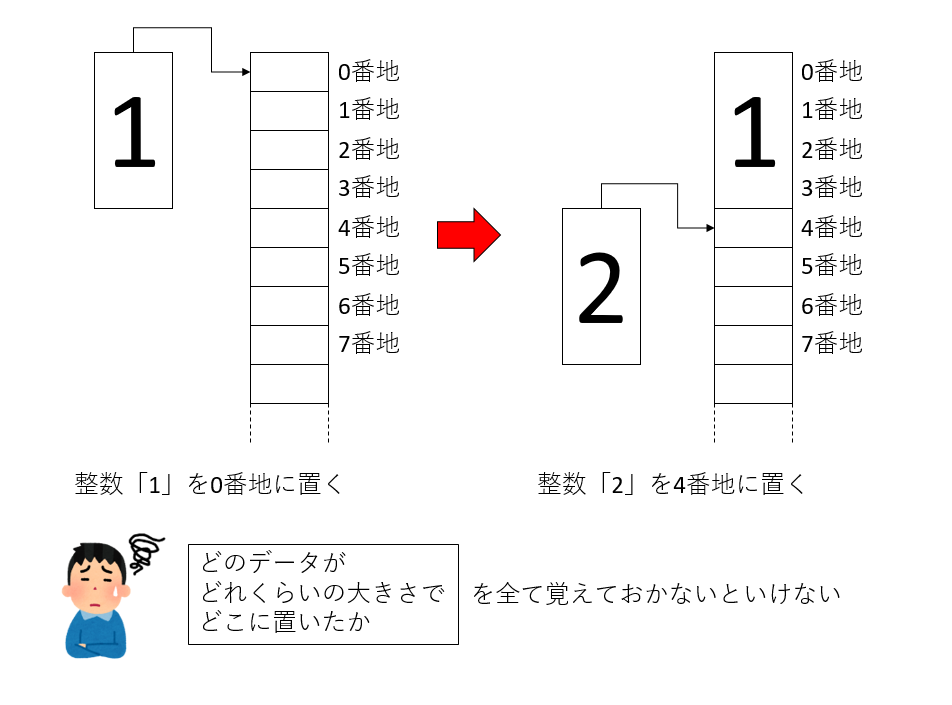 1
0番地
1番地
2番地
3番地
4番地
5番地
6番地
7番地
整数「1」を0番地に置く
1
2
0番地
1番地
2番地
3番地
4番地
5番地
6番地
7番地
整数「2」を4番地に置く
どのデータが
どれくらいの大きさで
どこに置いたか
を全て覚えておかないといけない